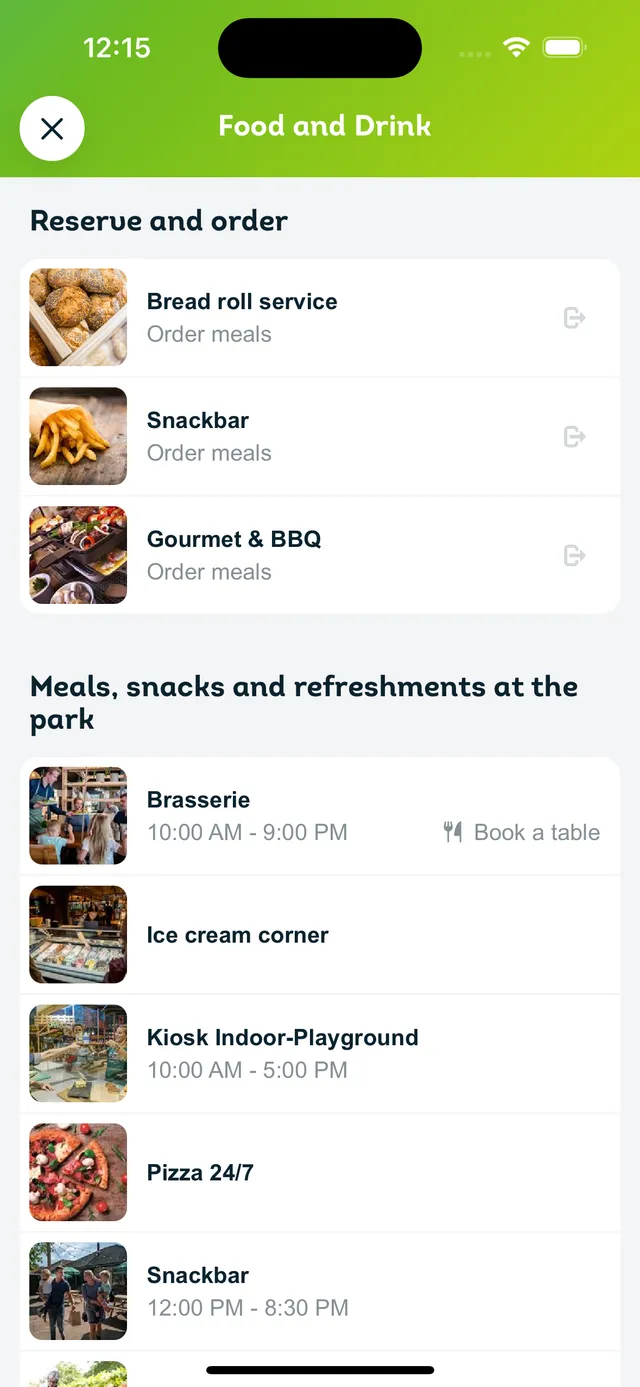 12:15
Food and Drink
Reserve and order
Bread roll service
Order meals
Snackbar
Order meals
Gourmet & BBQ
Order meals
Meals, snacks and refreshments at the
park
Brasserie
10:00 AM - 9:00 PM
Book a table
Ice cream corner
Kiosk Indoor-Playground
10:00 AM - 5:00 PM
Pizza 24/7
Snackbar
12:00 PM - 8:30 PM